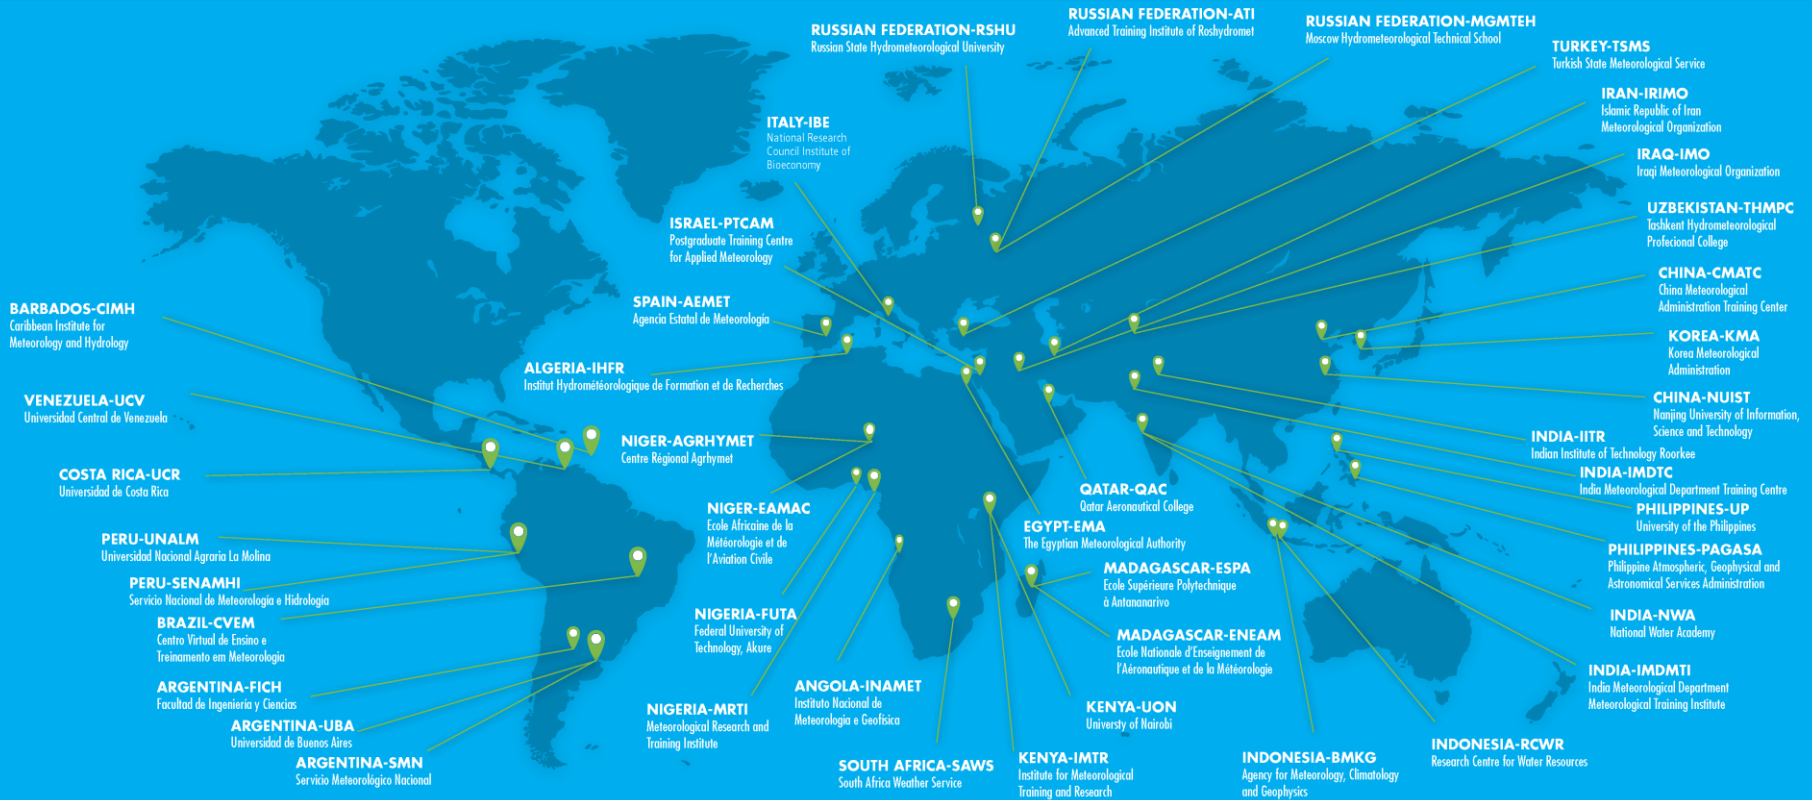 RUSSIAN FEDERATION-RSHU
Russian State Hydrometeorological University
RUSSIAN FEDERATION-ATI
Advanced Training Institute of Roshydromet
RUSSIAN FEDERATION-MGMTEH
Moscow Hydrometeorological Technical School
TURKEY-TSMS
Turkish State Meteorological Service
IRAN-IRIMO
Islamic Republic of Iran
Meteorological Organization
IRAQ-IMO
Iraqi Meteorological Organization
UZBEKISTAN-THMPC
Tashkent Hydrometeorological
Profecional College
CHINA-CMATC
China Meteorological
Administration Training Center
KOREA-KMA
Korea Meteorological
Administration
CHINA-NUIST
Nanjing University of Information,
Science and Technology
INDIA-IITR
Indian Institute of Technology Roorkee
INDIA-IMDTC
India Meteorological Department Training Centre
PHILIPPINES-UP
University of the Philippines
PHILIPPINES-PAGASA
Philippine Atmospheric, Geophysical and
Astronomical Services Administration
INDIA-NWA
National Water Academy
INDIA-IMDMTI
India Meteorological Department
Meteorological Training Institute
INDONESIA-RCWR
Research Centre for Water Resources
INDONESIA-BMKG
Agency for Meteorology, Climatology
and Geophysics
ITALY-IBE
National Research
Council Institute of
Bioeconomy
ISRAEL-PTCAM
Postgraduate Training Centre
for Applied Meteorology
SPAIN-AEMET
Agencia Estatal de Meteorología
ALGERIA-IHFR
Institut Hydrométéorologique de Formation et de Recherches
NIGER-AGRHYMET
Centre Régional Agrhymet
NIGER-EAMAC
Ecole Africaine de la
Météorologie et de
l'Aviation Civile
NIGERIA-FUTA
Federal University of
Technology, Akure
NIGERIA-MRTI
Meteorological Research and
Training Institute
ANGOLA-INAMET
Instituto Nacional de
Meteorologia e Geofísica
SOUTH AFRICA-SAWS
South Africa Weather Service
QATAR-QAC
Qatar Aeronautical College
EGYPT-EMA
The Egyptian Meteorological Authority
MADAGASCAR-ESPA
Ecole Supérieure Polytechnique
à Antananarivo
MADAGASCAR-ENEAM
Ecole Nationale d'Enseignement de
l'Aéronautique et de la Météorologie
KENYA-UON
Universty of Nairobi
KENYA-IMTR
Institute for Meteorological
Training and Research
BARBADOS-CIMH
Caribbean Institute for
Meteorology and Hydrology
VENEZUELA-UCV
Universidad Central de Venezuela
COSTA RICA-UCR
Universidad de Costa Rica
PERU-UNALM
Universidad Nacional Agraria La Molina
PERU-SENAMHI
Servicio Nacional de Meteorologia e Hidrologia
BRAZIL-CVEM
Centro Virtual de Ensino e
Treinamento em Meteorologia
ARGENTINA-FICH
Facultad de Ingenieria y Ciencias
ARGENTINA-UBA
Universidad de Buenos Aires
ARGENTINA-SMN
Servicio Meteorológico Nacional